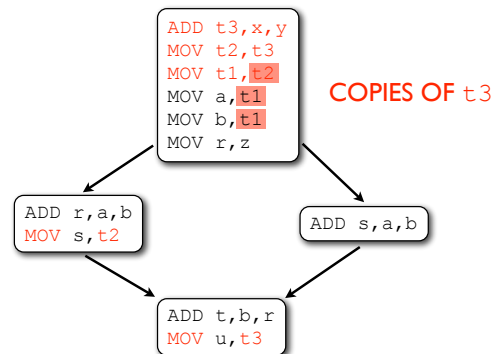 ADD t3,x,y
MOV t2,t3
MOV t1,t2
MOV a,t1
MOV b,t1
MOV r,z
COPIES OF t3
ADD r,a,b
MOV s,t2
ADD s,a,b
ADD t,b,r
MOV u,t3